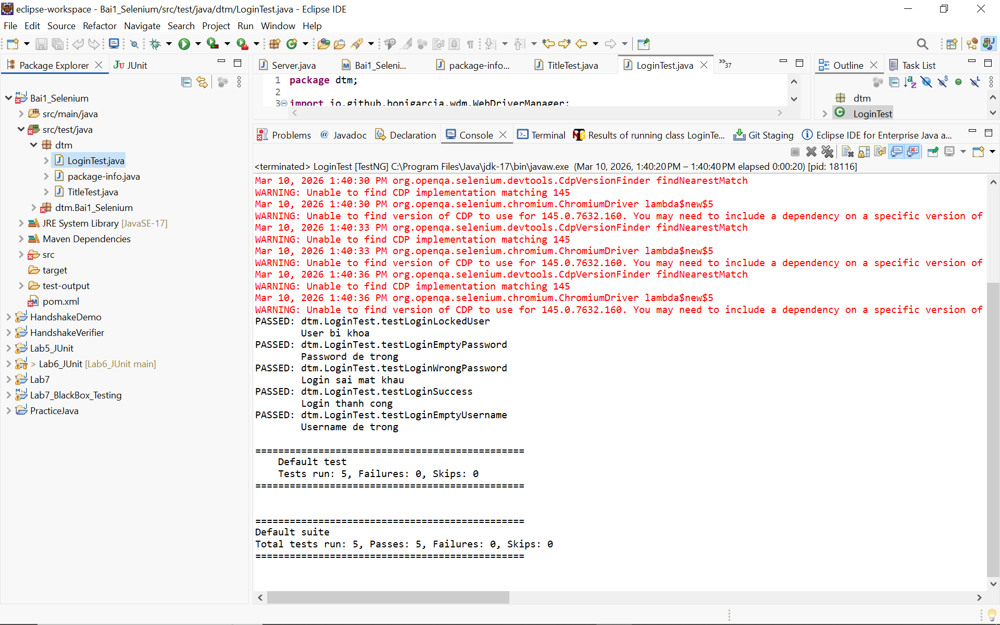 eclipse-workspace - Bai1_Selenium/src/test/java/dtm/LoginTest.java - Eclipse IDE
File Edit Source Refactor Navigate Search Project Run Window Help
Package Explorer
JUnit
Bai1_Selenium
src/main/java
src/test/java
dtm
LoginTest.java
package-info.java
TitleTest.java
dtm.Bai1_Selenium
JRE System Library [JavaSE-17]
Maven Dependencies
src
target
test-output
pom.xml
HandshakeDemo
HandshakeVerifier
Lab5_JUnit
> Lab6_JUnit [Lab6_JUnit main]
Lab7
Lab7_BlackBox_Testing
PracticeJava
Server.java Bai1_Seleni... package-info... TitleTest.java LoginTest.java »37
1 package dtm;
2
3 import io.github.bonigarcia.wdm.WebDriverManager;
Outline Task List
dtm
LoginTest
Problems @ Javadoc Declaration Console Terminal Results of running class LoginTe... Git Staging Eclipse IDE for Enterprise Java a...
<terminated> LoginTest [TestNG] C:\Program Files\Java\jdk-17\bin\javaw.exe (Mar 10, 2026, 1:40:20 PM – 1:40:40 PM elapsed 0:00:20) [pid: 18116]
Mar 10, 2026 1:40:30 PM org.openqa.selenium.devtools.CdpVersionFinder findNearestMatch
WARNING: Unable to find CDP implementation matching 145
Mar 10, 2026 1:40:30 PM org.openqa.selenium.chromium.ChromiumDriver lambda$new$5
WARNING: Unable to find version of CDP to use for 145.0.7632.160. You may need to include a dependency on a specific version of
Mar 10, 2026 1:40:33 PM org.openqa.selenium.devtools.CdpVersionFinder findNearestMatch
WARNING: Unable to find CDP implementation matching 145
Mar 10, 2026 1:40:33 PM org.openqa.selenium.chromium.ChromiumDriver lambda$new$5
WARNING: Unable to find version of CDP to use for 145.0.7632.160. You may need to include a dependency on a specific version of
Mar 10, 2026 1:40:36 PM org.openqa.selenium.devtools.CdpVersionFinder findNearestMatch
WARNING: Unable to find CDP implementation matching 145
Mar 10, 2026 1:40:36 PM org.openqa.selenium.chromium.ChromiumDriver lambda$new$5
WARNING: Unable to find version of CDP to use for 145.0.7632.160. You may need to include a dependency on a specific version of
PASSED: dtm.LoginTest.testLoginLockedUser
User bi khoa
PASSED: dtm.LoginTest.testLoginEmptyPassword
Password de trong
PASSED: dtm.LoginTest.testLoginWrongPassword
Login sai mat khau
PASSED: dtm.LoginTest.testLoginSuccess
Login thanh cong
PASSED: dtm.LoginTest.testLoginEmptyUsername
Username de trong
===============================================
Default test
Tests run: 5, Failures: 0, Skips: 0
===============================================
===============================================
Default suite
Total tests run: 5, Passes: 5, Failures: 0, Skips: 0
===============================================